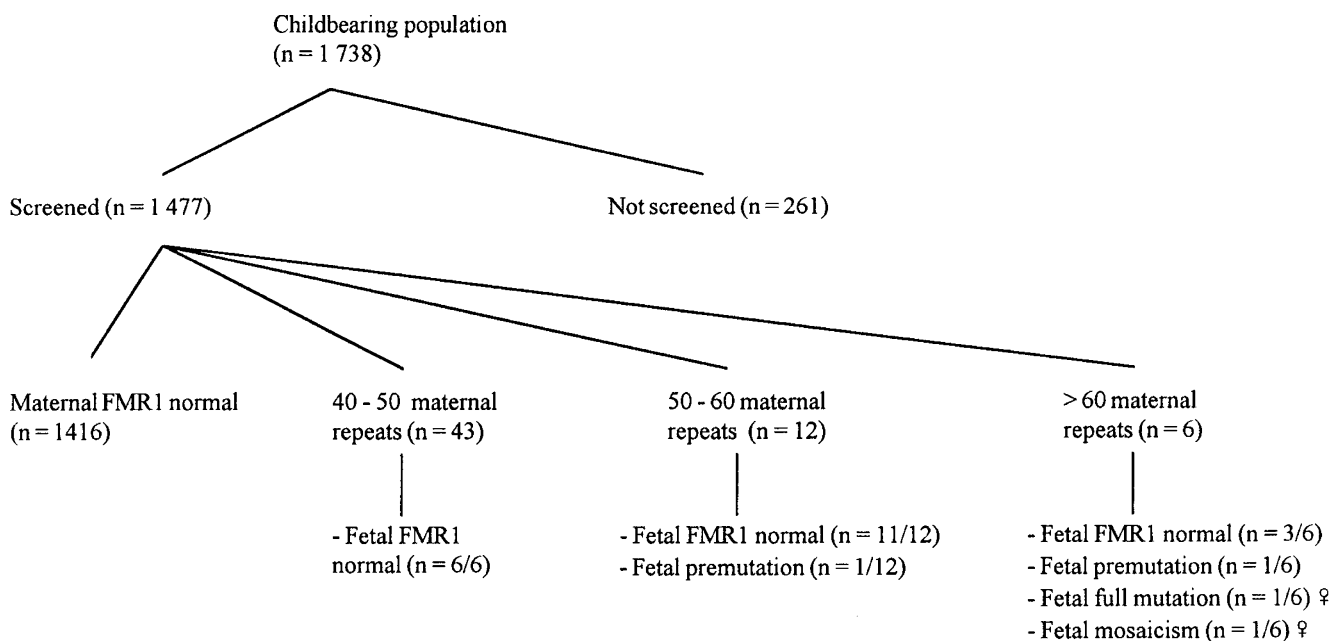 Childbearing population
(n = 1 738)
Screened (n = 1 477)
Not screened (n = 261)
Maternal FMR1 normal
(n = 1416)
40 - 50 maternal
repeats (n = 43)
50 - 60 maternal
repeats (n = 12)
> 60 maternal
repeats (n = 6)
- Fetal FMR1
normal (n = 6/6)
- Fetal FMR1 normal (n = 11/12)
- Fetal premutation (n = 1/12)
- Fetal FMR1 normal (n = 3/6)
- Fetal premutation (n = 1/6)
- Fetal full mutation (n = 1/6) ♀
- Fetal mosaicism (n = 1/6) ♀